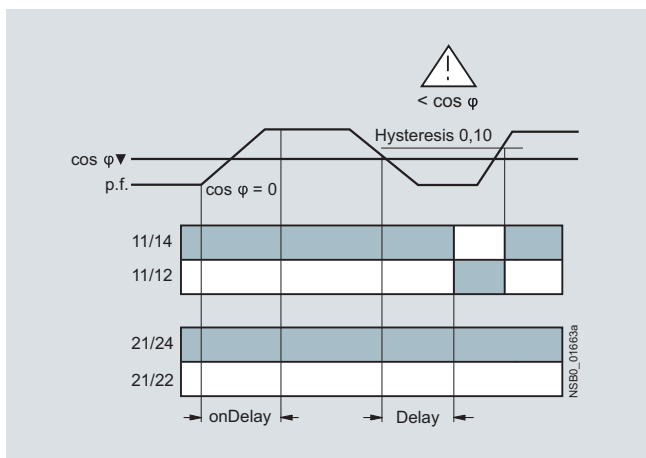 !
< cos φ
Hysteresis 0,10
cos φ▼
p.f.
cos φ = 0
11/14
11/12
21/24
21/22
onDelay
Delay
NSB0_01663a